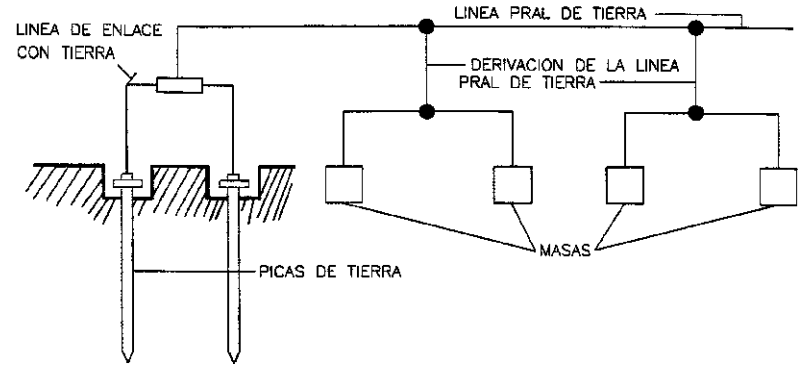 LINEA PRAL DE TIERRA
LINEA DE ENLACE
CON TIERRA
DERIVACION DE LA LINEA
PRAL DE TIERRA
MASAS
PICAS DE TIERRA